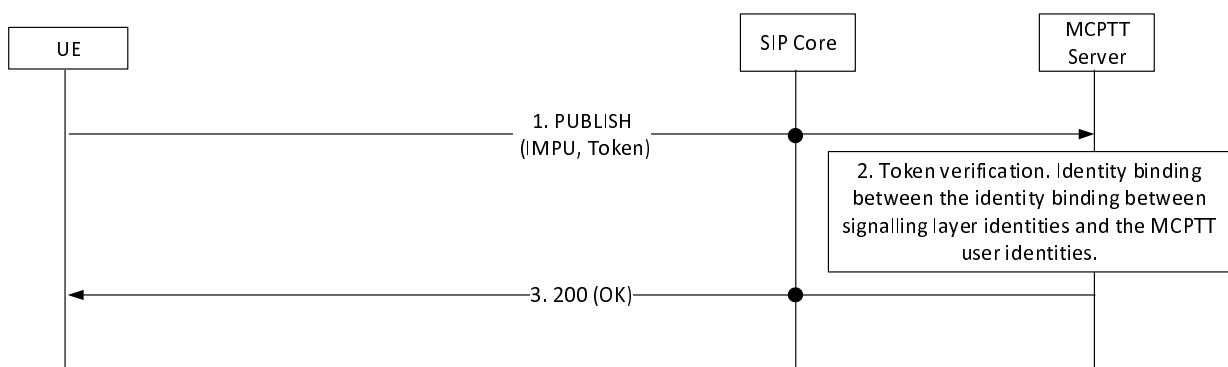 UE
SIP Core
MCPTT
Server
1. PUBLISH
(IMPU, Token)
2. Token verification. Identity binding
between the identity binding between
signalling layer identities and the MCPTT
user identities.
3. 200 (OK)